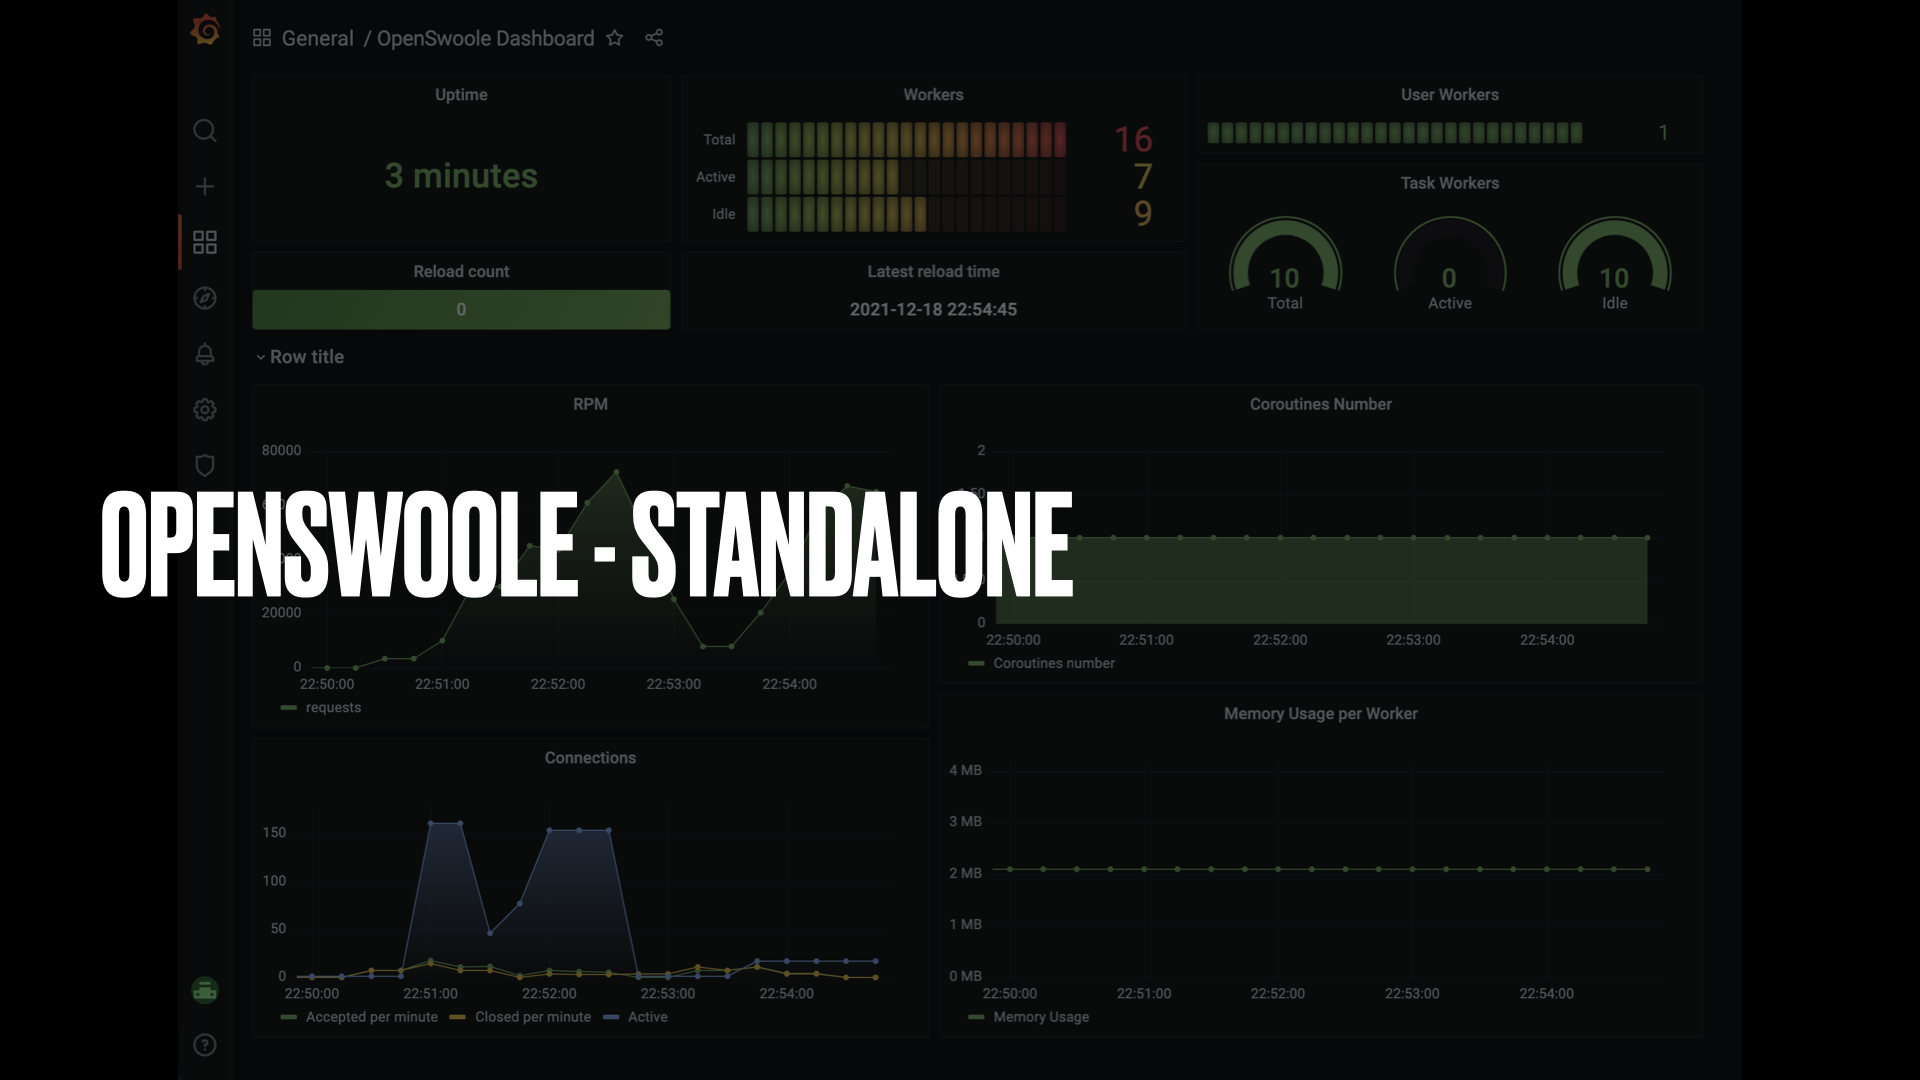 General / OpenSwoole Dashboard
Uptime
3 minutes
Workers
Total 16
Active 7
Idle 9
User Workers
1
Task Workers
10 0 10
Total Active Idle
Reload count
0
Latest reload time
2021-12-18 22:54:45
Row title
RPM
80000
OPENSWOOLE - STANDALONE
20000
0
22:50:00 22:51:00 22:52:00 22:53:00 22:54:00
requests
Coroutines Number
2
0
22:50:00 22:51:00 22:52:00 22:53:00 22:54:00
Coroutines number
Connections
150
100
50
0
22:50:00 22:51:00 22:52:00 22:53:00 22:54:00
Accepted per minute Closed per minute Active
Memory Usage per Worker
4 MB
3 MB
2 MB
1 MB
0 MB
22:50:00 22:51:00 22:52:00 22:53:00 22:54:00
Memory Usage